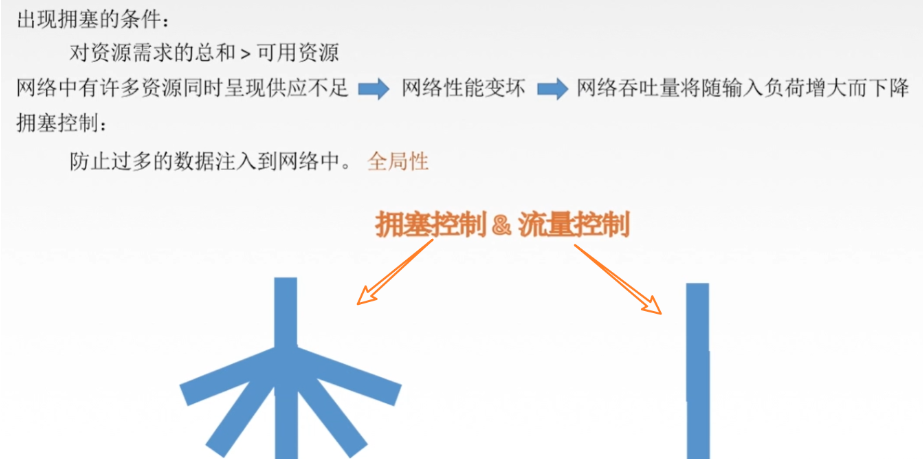 出现拥塞的条件：
对资源需求的总和 > 可用资源
网络中有许多资源同时呈现供应不足 网络性能变坏 网络吞吐量将随输入负荷增大而下降
拥塞控制：
防止过多的数据注入到网络中。 全局性
拥塞控制 & 流量控制